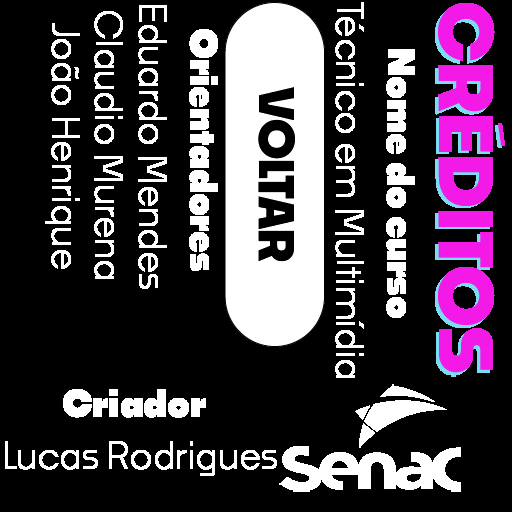 CRÉDITOS
Nome do curso
Técnico em Multimídia
VOLTAR
Orientadores
Eduardo Mendes
Claudio Murena
João Henrique
Criador
Lucas Rodrigues
Senac